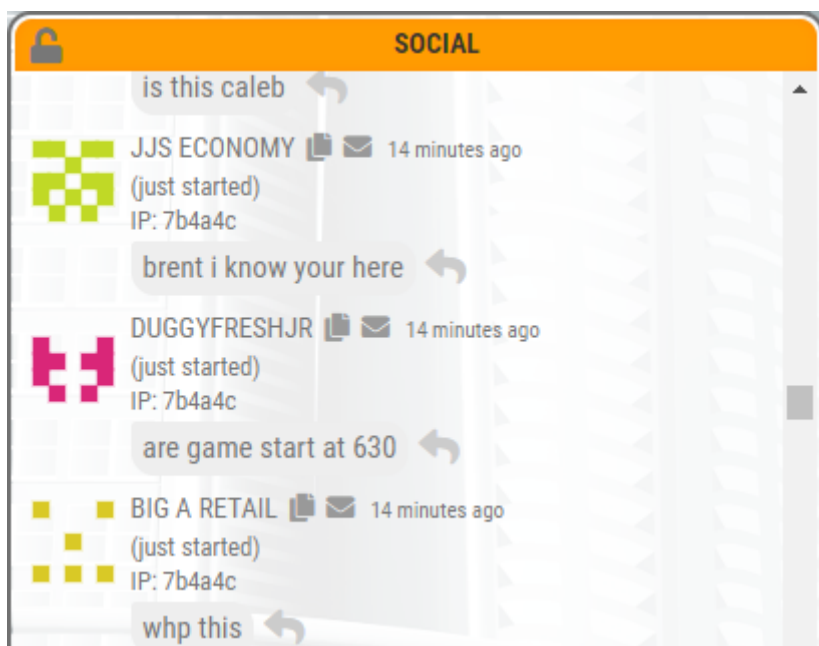 SOCIAL
is this caleb
JJS ECONOMY 14 minutes ago
(just started)
IP: 7b4a4c
brent i know your here
DUGGYFRESHJR 14 minutes ago
(just started)
IP: 7b4a4c
are game start at 630
BIG A RETAIL 14 minutes ago
(just started)
IP: 7b4a4c
whp this